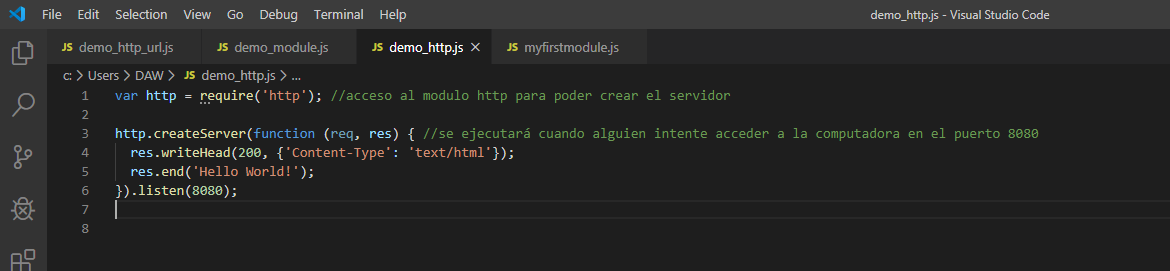 File Edit Selection View Go Debug Terminal Help demo_http.js - Visual Studio Code
JS demo_http_url.js JS demo_module.js JS demo_http.js × JS myfirstmodule.js
c: > Users > DAW > JS demo_http.js > ...
1 var http = require('http'); //acceso al modulo http para poder crear el servidor
2
3 http.createServer(function (req, res) { //se ejecutará cuando alguien intente acceder a la computadora en el puerto 8080
4 res.writeHead(200, {'Content-Type': 'text/html'});
5 res.end('Hello World!');
6 }).listen(8080);
7
8